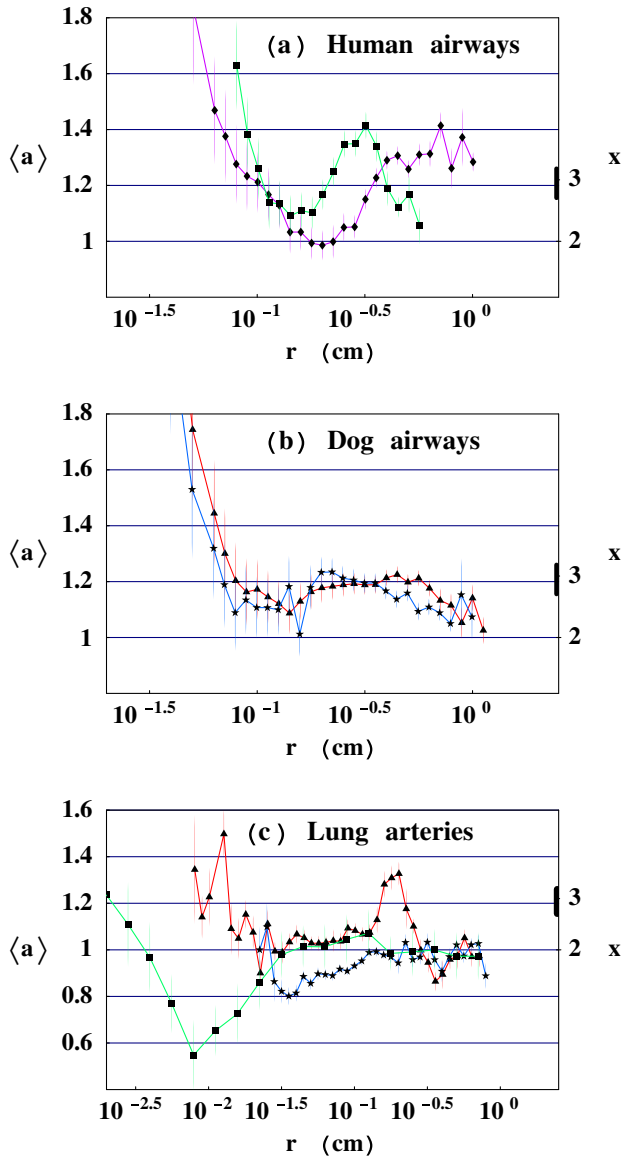 1.8
(a) Human airways
1.6
1.4
⟨a⟩ 1.2 3 x
1 2
10^-1.5 10^-1 10^-0.5 10^0
r (cm)
1.8
(b) Dog airways
1.6
1.4
⟨a⟩ 1.2 3 x
1 2
10^-1.5 10^-1 10^-0.5 10^0
r (cm)
1.6
(c) Lung arteries
1.4
3
1.2
⟨a⟩ 1 2 x
0.8
0.6
10^-2.5 10^-2 10^-1.5 10^-1 10^-0.5 10^0
r (cm)